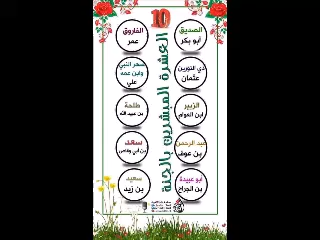 10
العشرة المبشرين بالجنة
الصديق
أبو بكر
الفاروق
عمر
ذي النورين
عثمان
صهر النبي
وابن عمه
علي
الزبير
ابن العوام
طلحة
بن عبيد الله
عبد الرحمن
بن عوف
سعد
بن أبي وقاص
أبو عبيدة
بن الجراح
سعيد
بن زيد